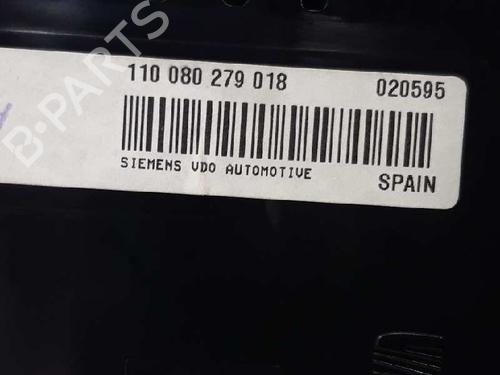 110 080 279 018 020595
SIEMENS VDO AUTOMOTIVE
SPAIN
B-PARTS